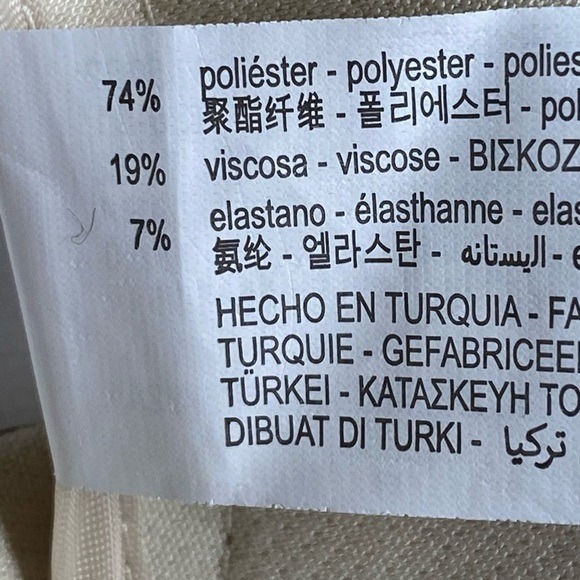 74% poliéster - polyester - polies
聚酯纤维 - 폴리에스터 - pol
19% viscosa - viscose - ΒΙΣΚΟΖ
7% elastano - élasthanne - elas
氨纶 - 엘라스탄 - اليستانه - e
HECHO EN TURQUIA - FA
TURQUIE - GEFABRICEE
TÜRKEI - ΚΑΤΑΣΚΕΥΗ ΤΟ
DIBUAT DI TURKI - تركيا